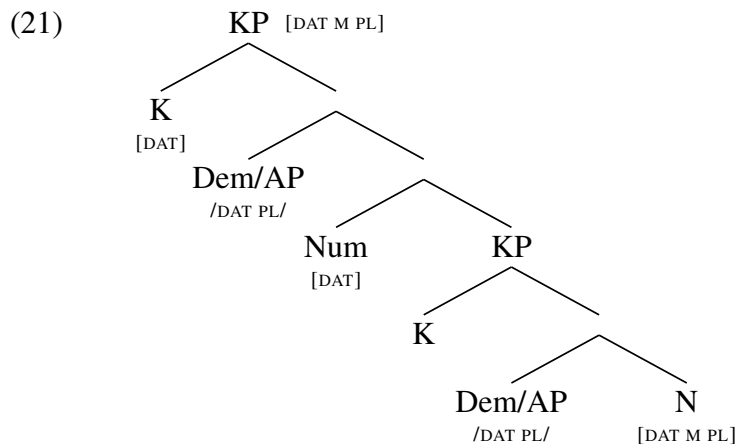 (21) KP [DAT M PL]
K
[DAT]
Dem/AP
/DAT PL/
Num KP
[DAT]
K
Dem/AP N
/DAT PL/ [DAT M PL]